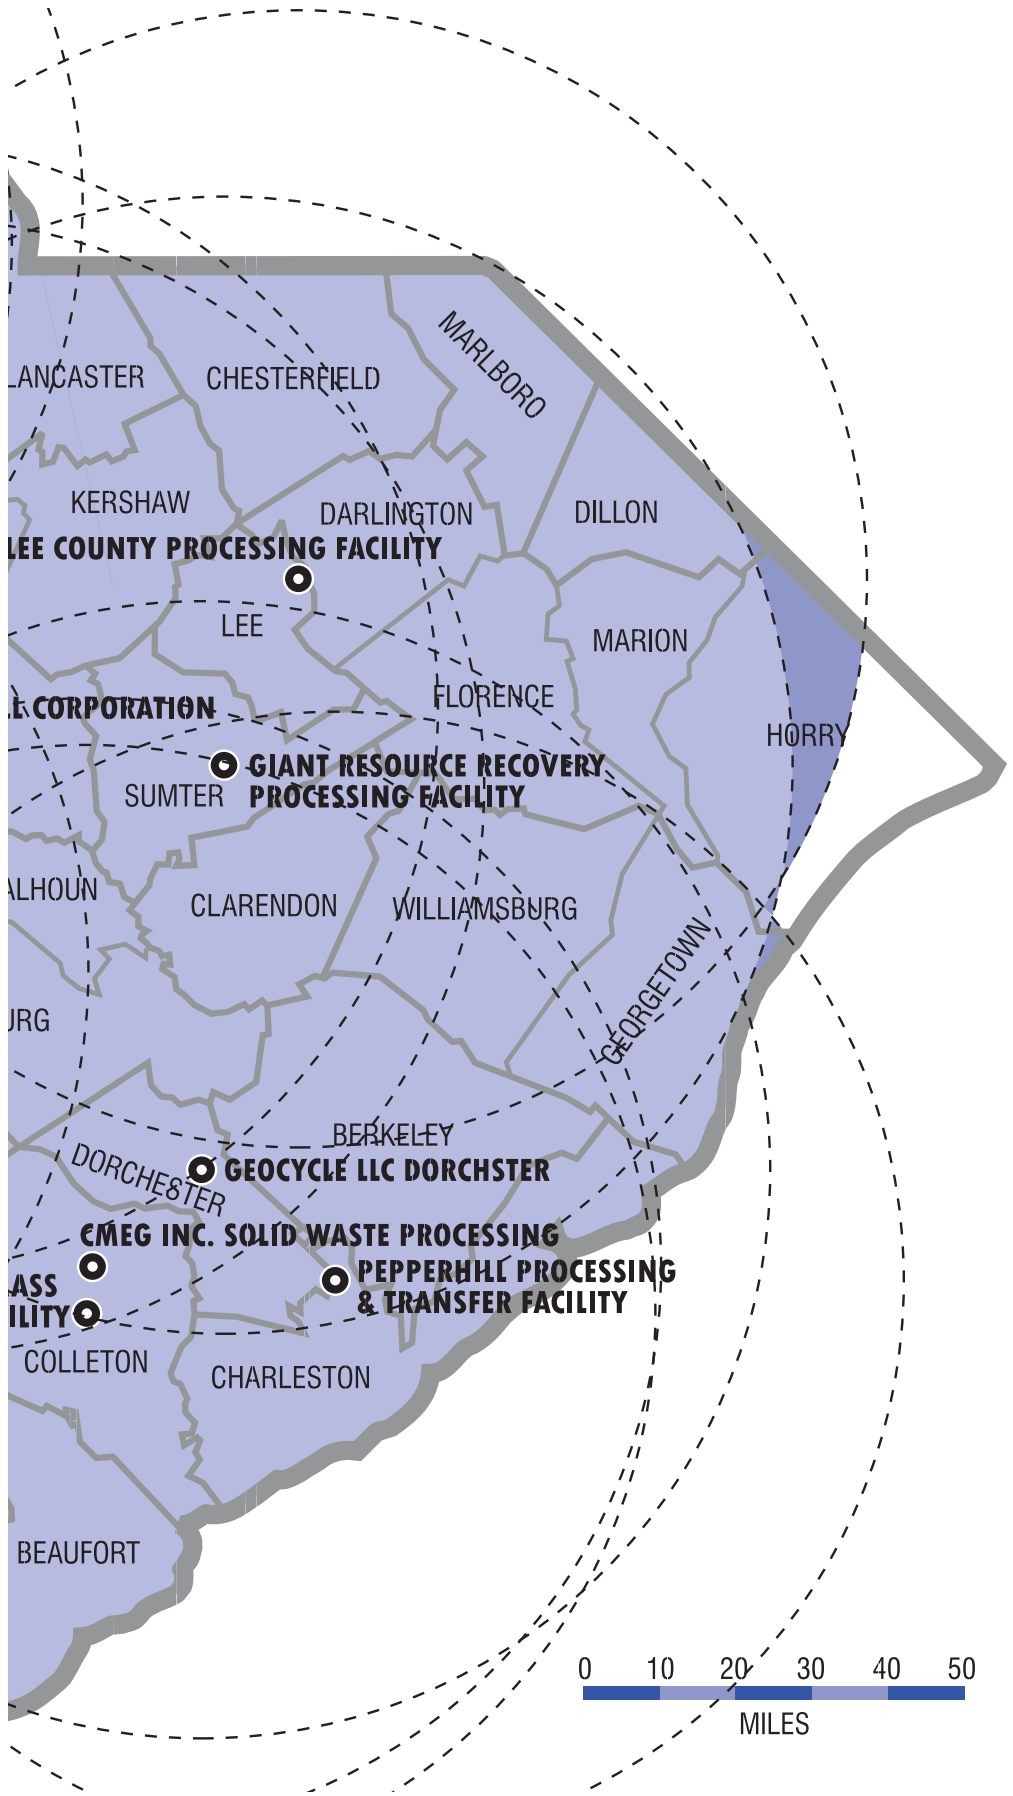 MARLBORO
LANCASTER
CHESTERFIELD
KERSHAW
DARLINGTON
DILLON
LEE COUNTY PROCESSING FACILITY
LEE
MARION
FLORENCE
LL CORPORATION
HORRY
GIANT RESOURCE RECOVERY
PROCESSING FACILITY
SUMTER
ALHOUN
CLARENDON
WILLIAMSBURG
GEORGETOWN
URG
BERKELEY
DORCHESTER
GEOCYCLE LLC DORCHSTER
CMEG INC. SOLID WASTE PROCESSING
PEPPERHILL PROCESSING
& TRANSFER FACILITY
ASS
ILITY
COLLETON
CHARLESTON
BEAUFORT
0 10 20 30 40 50
MILES